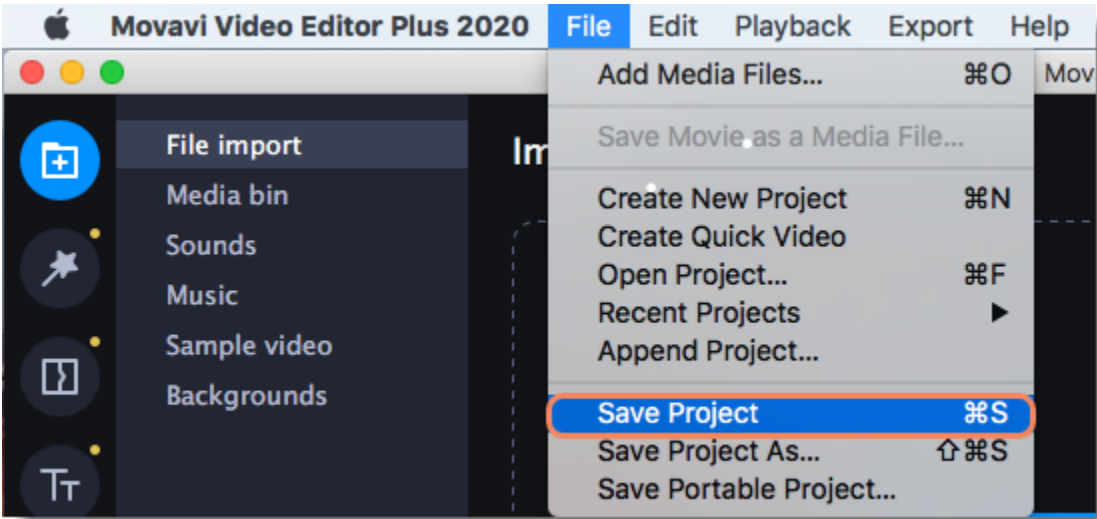 Movavi Video Editor Plus 2020 File Edit Playback Export Help
Mov
File import
Media bin
Sounds
Music
Sample video
Backgrounds
Im
Add Media Files... ⌘O
Save Movie as a Media File...
Create New Project ⌘N
Create Quick Video
Open Project... ⌘F
Recent Projects ▶
Append Project...
Save Project ⌘S
Save Project As... ⇧⌘S
Save Portable Project...
TT